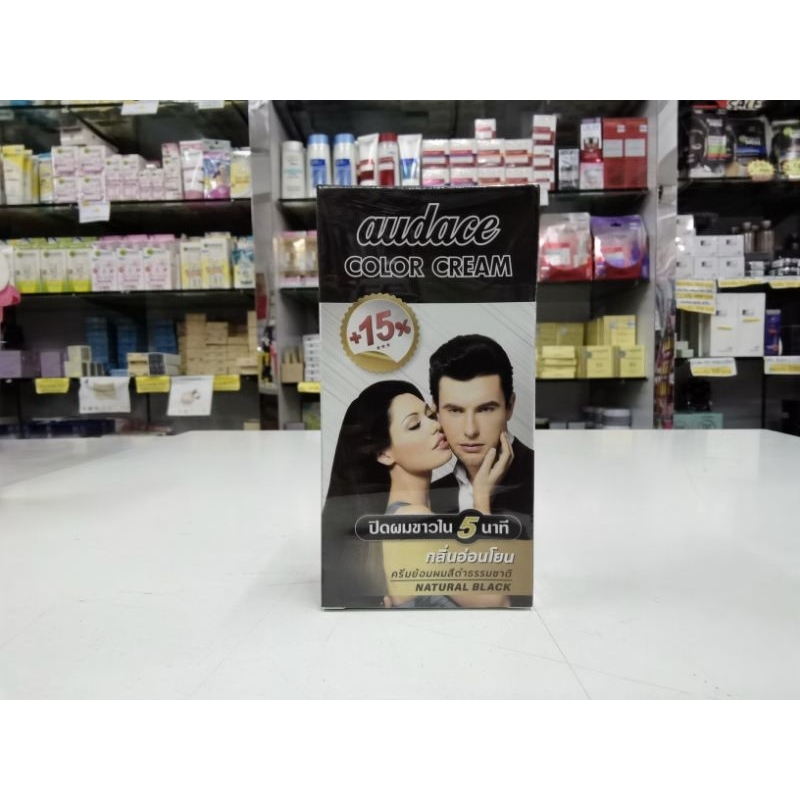 audace
COLOR CREAM
+15%
ปิดผมขาวใน 5 นาที
กลิ่นอ่อนโยน
ครีมย้อมผมสีดำธรรมชาติ
NATURAL BLACK